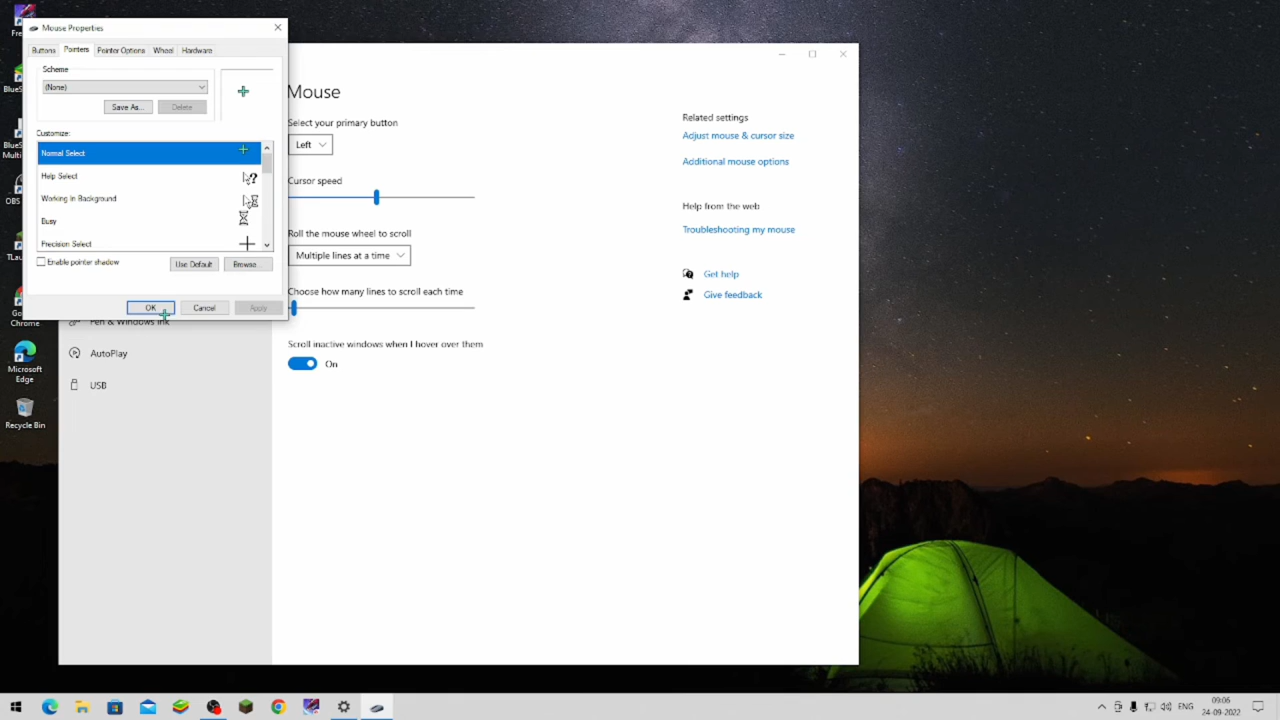 Mouse Properties
Buttons
Pointers
Pointer Options
Wheel
Hardware
Scheme
(None)
Save As...
Delete
Customize:
Normal Select
Help Select
Working in Background
Busy
Precision Select
Enable pointer shadow
Use Default
Browse...
OK
Cancel
Apply
Pen & Windows Ink
AutoPlay
USB
Mouse
Select your primary button
Left
Cursor speed
Roll the mouse wheel to scroll
Multiple lines at a time
Choose how many lines to scroll each time
Scroll inactive windows when I hover over them
On
Related settings
Adjust mouse & cursor size
Additional mouse options
Help from the web
Troubleshooting my mouse
Get help
Give feedback
Chrome
Microsoft
Edge
Recycle Bin
ENG
09:06
24-09-2022